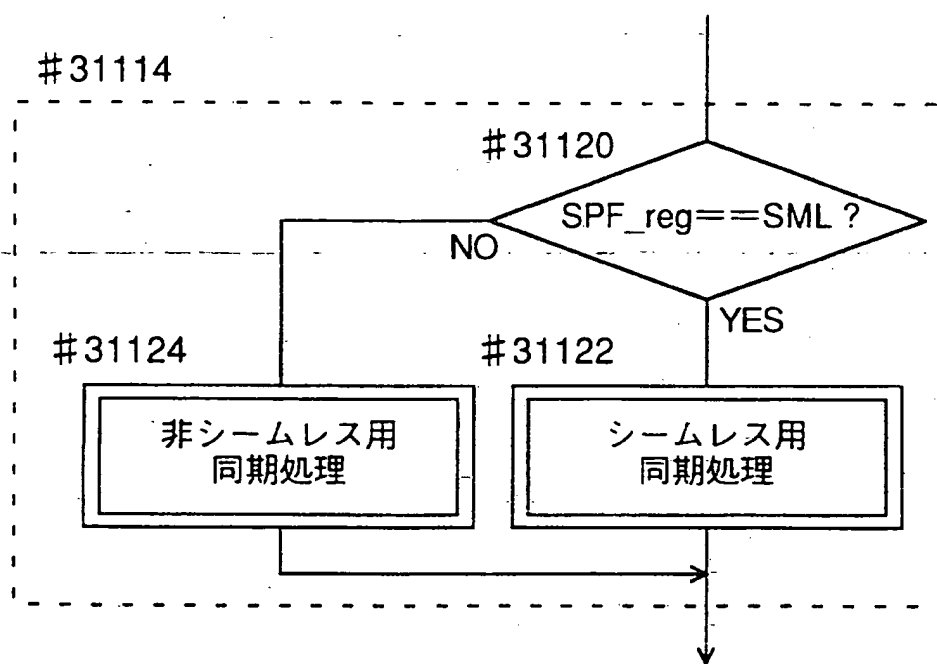 #31114
#31120
SPF_reg==SML?
NO
YES
#31124
#31122
非シームレス用
同期処理
シームレス用
同期処理